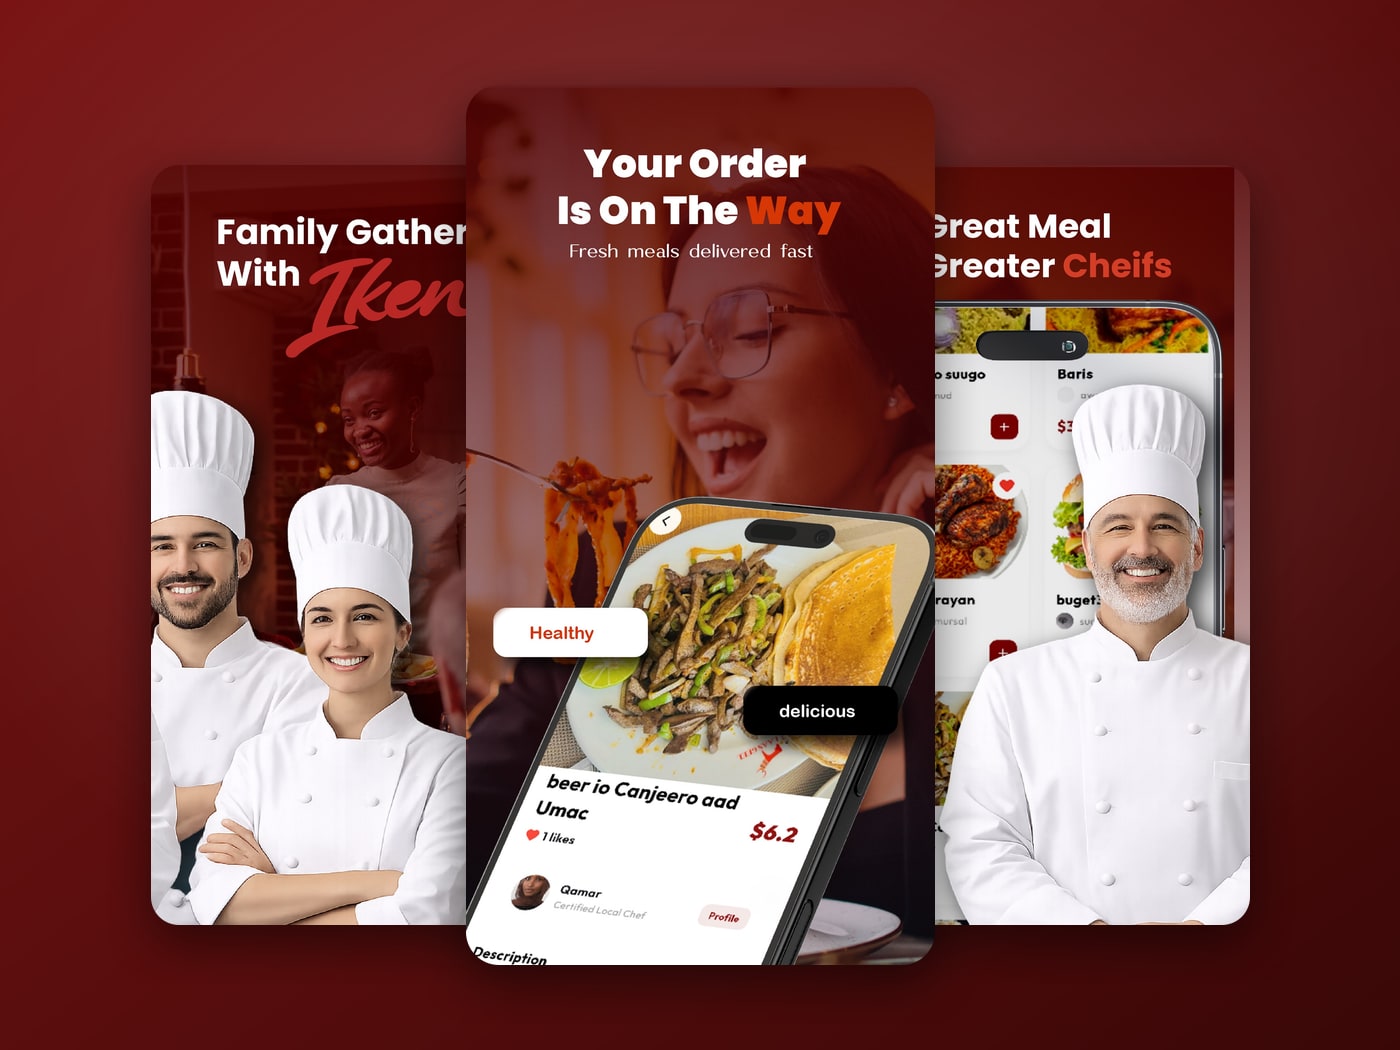 Family Gather
With Iken
Your Order
Is On The Way
Fresh meals delivered fast
Healthy
delicious
beer io Canjeero aad
Umac
$6.2
1 likes
Qamar
Certified Local Chef
Profile
Description
Great Meal
Greater Cheifs
o suugo
Baris
mud
+
rayan
mursal
+